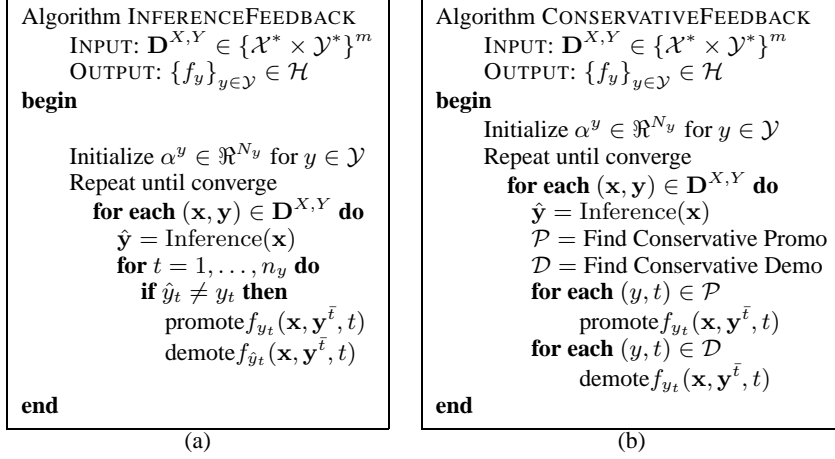 Algorithm INFERENCEFEEDBACK
INPUT: D^{X,Y} ∈ {𝒳* × 𝒴*}^m
OUTPUT: {f_y}_{y∈𝒴} ∈ ℋ
begin
Initialize α^y ∈ ℜ^{N_y} for y ∈ 𝒴
Repeat until converge
for each (x, y) ∈ D^{X,Y} do
ŷ = Inference(x)
for t = 1, . . . , n_y do
if ŷ_t ≠ y_t then
promote f_{y_t}(x, y^{t̄}, t)
demote f_{ŷ_t}(x, y^{t̄}, t)
end
(a)
Algorithm CONSERVATIVEFEEDBACK
INPUT: D^{X,Y} ∈ {𝒳* × 𝒴*}^m
OUTPUT: {f_y}_{y∈𝒴} ∈ ℋ
begin
Initialize α^y ∈ ℜ^{N_y} for y ∈ 𝒴
Repeat until converge
for each (x, y) ∈ D^{X,Y} do
ŷ = Inference(x)
𝒫 = Find Conservative Promo
𝒟 = Find Conservative Demo
for each (y, t) ∈ 𝒫
promote f_{y_t}(x, y^{t̄}, t)
for each (y, t) ∈ 𝒟
demote f_{y_t}(x, y^{t̄}, t)
end
(b)